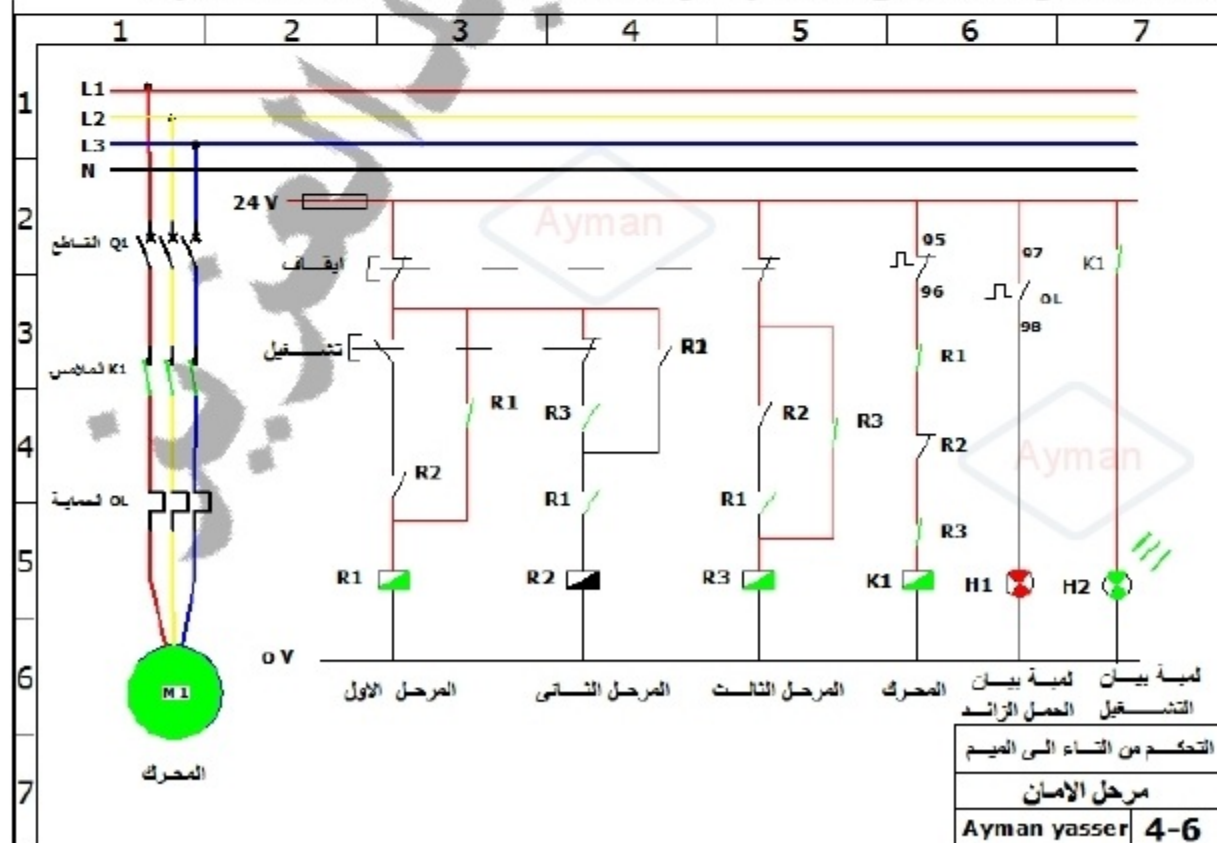 1 2 3 4 5 6 7
1
2
3
4
5
6
7
L1
L2
L3
N
24 V
القاطع Q1
ايقاف
تشغيل
الملامس K1
الحماية OL
Ayman
Ayman
95
96
97
98
OL
K1
R1
R2
R3
R1
R2
R3
R1
R1
R2
R3
R1 R2 R3 K1 H1 H2
M1
0 V
المحرك
المرحل الاول
المرحل الثانى
المرحل الثالث
المحرك
لمبة بيان
الحمل الزائد
لمبة بيان
التشغيل
التحكم من التاء الى الميم
مرحل الامان
Ayman yasser 4-6